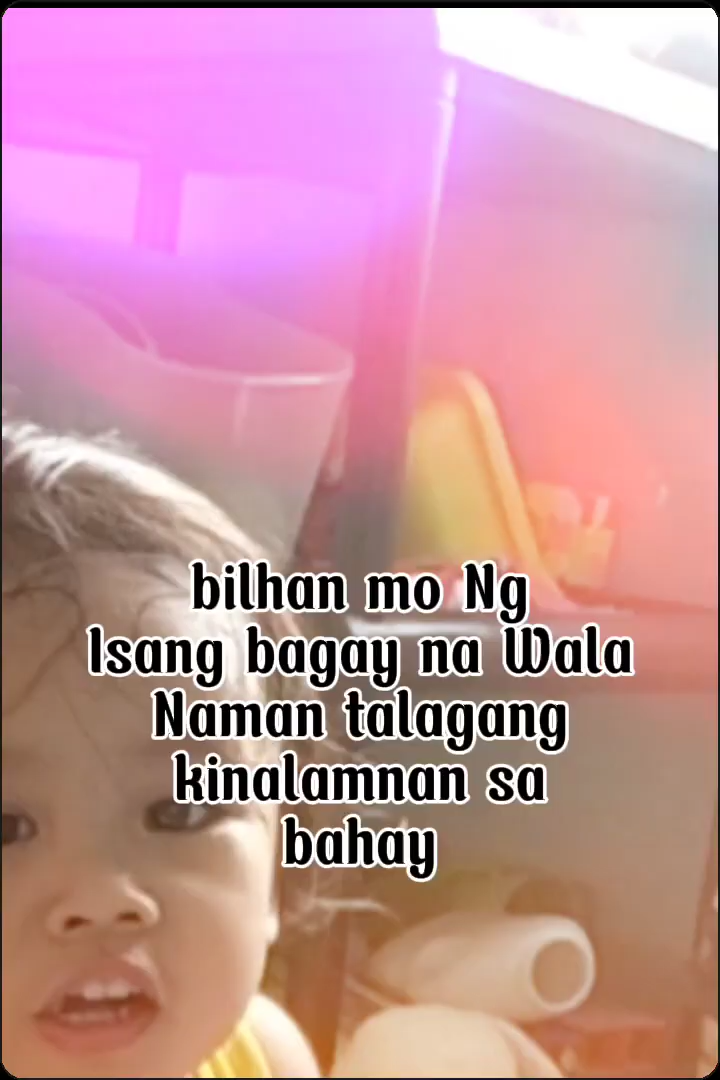 bilhan mo Ng
Isang bagay na Wala
Naman talagang
kinalamnan sa
bahay